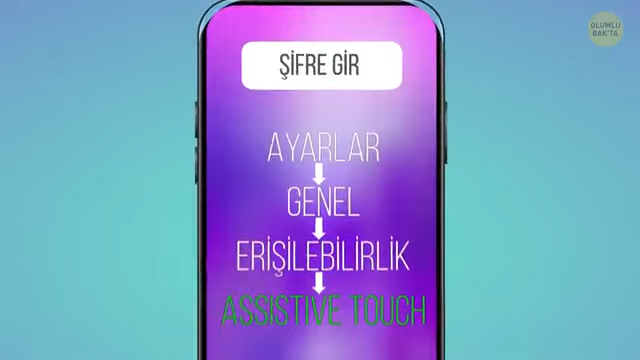 OLUMLU
BAK'TA
ŞİFRE GİR
AYARLAR
GENEL
ERİŞİLEBİLİRLİK
ASSISTIVE TOUCH